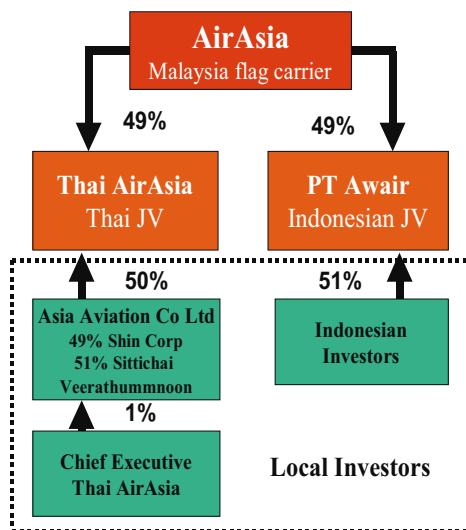 AirAsia
Malaysia flag carrier
49%
49%
Thai AirAsia
Thai JV
PT Awair
Indonesian JV
50%
51%
Asia Aviation Co Ltd
49% Shin Corp
51% Sittichai
Veerathummnoon
Indonesian
Investors
1%
Chief Executive
Thai AirAsia
Local Investors